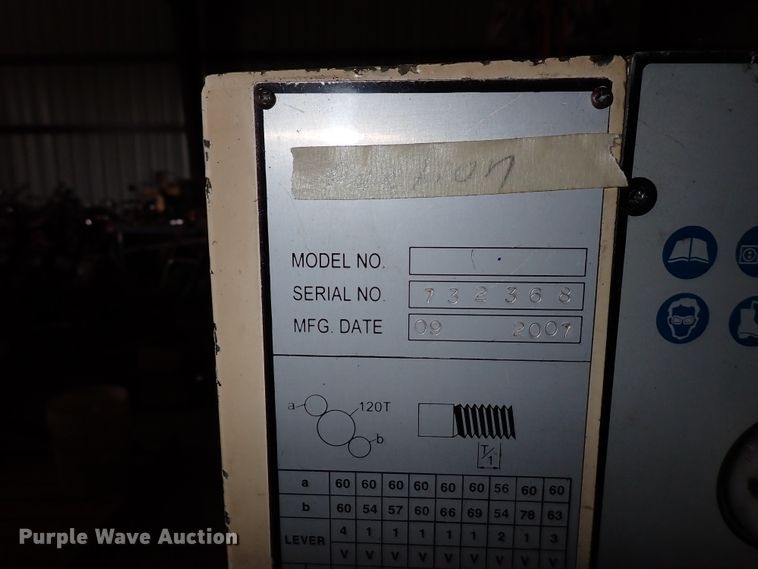 MODEL NO.
SERIAL NO. 132368
MFG. DATE 09 2001
a 120T
b
T/1
a 60 60 60 60 60 60 56 60 60
b 60 54 57 60 66 69 54 78 63
LEVER 4 1 1 1 1 1 2 1 3
V V V V V V V V V
Purple Wave Auction